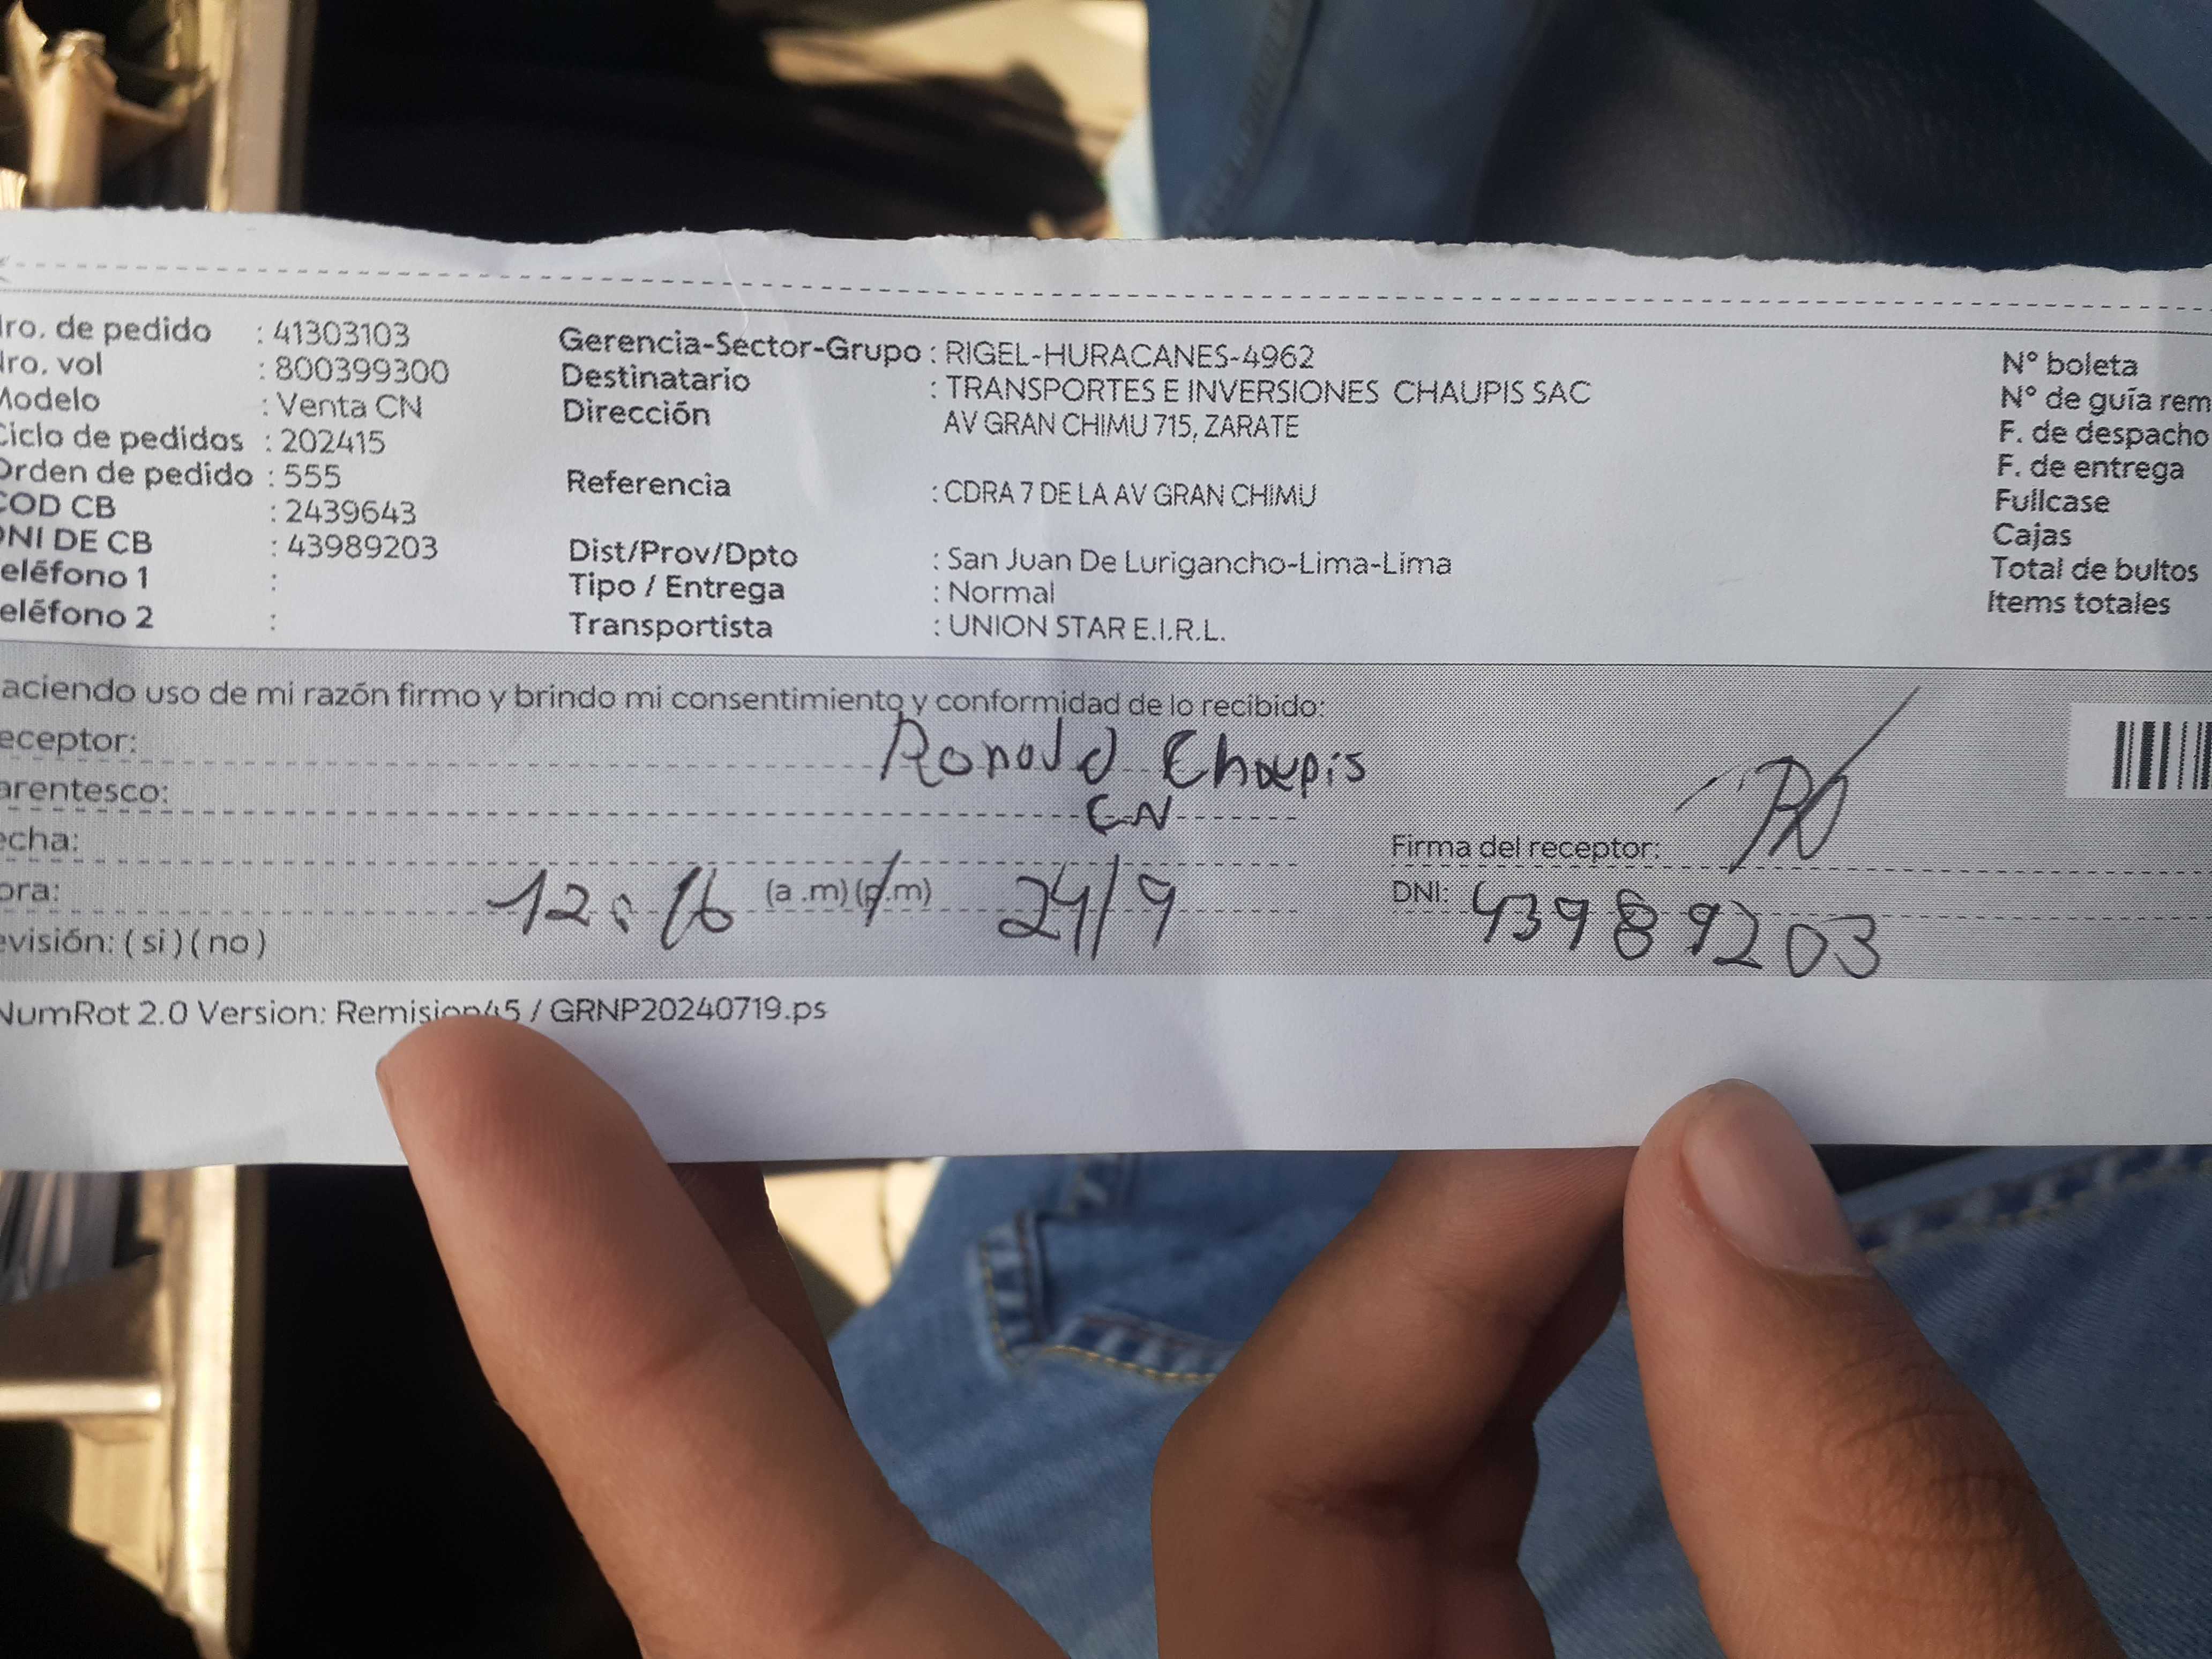 ro. de pedido : 41303103
ro. vol : 800399300
Modelo : Venta CN
Ciclo de pedidos : 202415
Orden de pedido : 555
COD CB : 2439643
DNI DE CB : 43989203
eléfono 1 :
eléfono 2 :
Gerencia-Sector-Grupo : RIGEL-HURACANES-4962
Destinatario : TRANSPORTES E INVERSIONES CHAUPIS SAC
Dirección AV GRAN CHIMU 715, ZARATE
Referencia : CDRA 7 DE LA AV GRAN CHIMU
Dist/Prov/Dpto : San Juan De Lurigancho-Lima-Lima
Tipo / Entrega : Normal
Transportista : UNION STAR E.I.R.L.
N° boleta
N° de guía rem
F. de despacho
F. de entrega
Fullcase
Cajas
Total de bultos
Items totales
aciendo uso de mi razón firmo y brindo mi consentimiento y conformidad de lo recibido:
eceptor: Ronald Chaupis
arentesco: CN
echa:
ora: 12:16 (a .m) (p.m) 24/9
evisión: ( si ) ( no )
Firma del receptor:
DNI: 43989203
NumRot 2.0 Version: Remision45 / GRNP20240719.ps